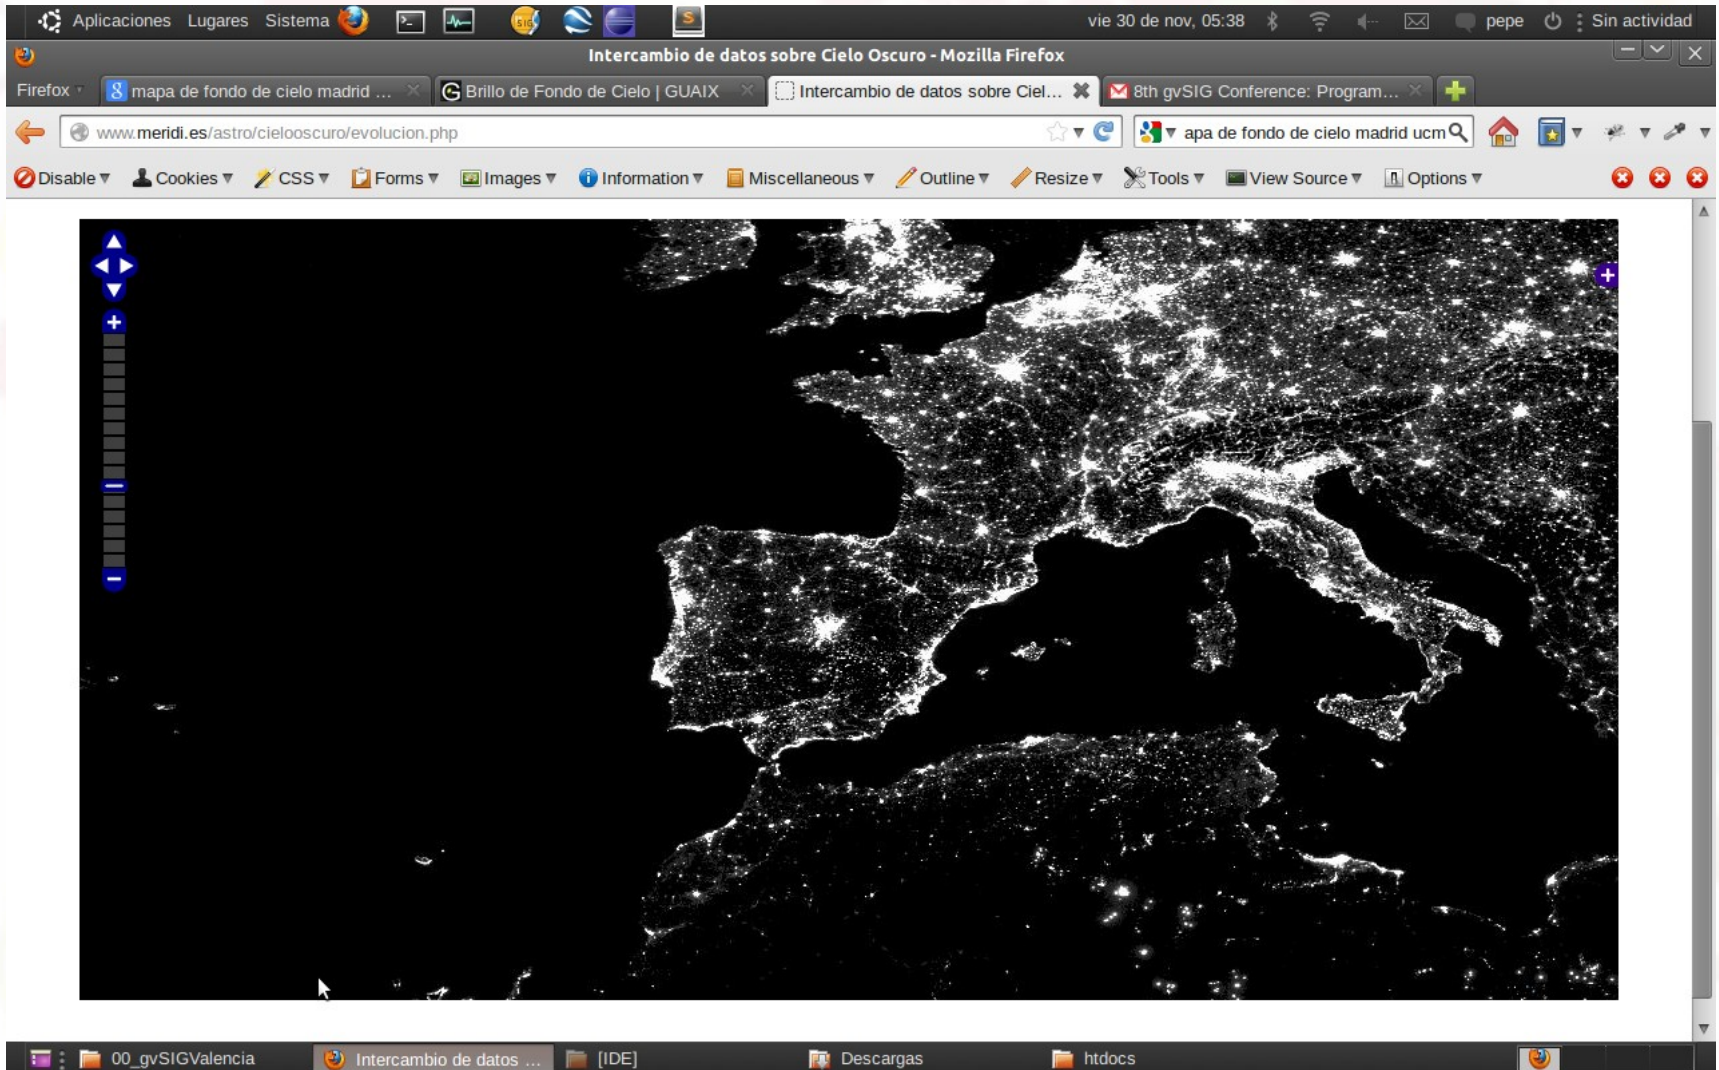 Aplicaciones Lugares Sistema vie 30 de nov, 05:38 pepe Sin actividad
Intercambio de datos sobre Cielo Oscuro - Mozilla Firefox
Firefox mapa de fondo de cielo madrid ... Brillo de Fondo de Cielo | GUAIX Intercambio de datos sobre Ciel... 8th gvSIG Conference: Program...
www.meridi.es/astro/cielooscuro/evolucion.php apa de fondo de cielo madrid ucm
Disable Cookies CSS Forms Images Information Miscellaneous Outline Resize Tools View Source Options
00_gvSIGValencia Intercambio de datos ... [IDE] Descargas htdocs